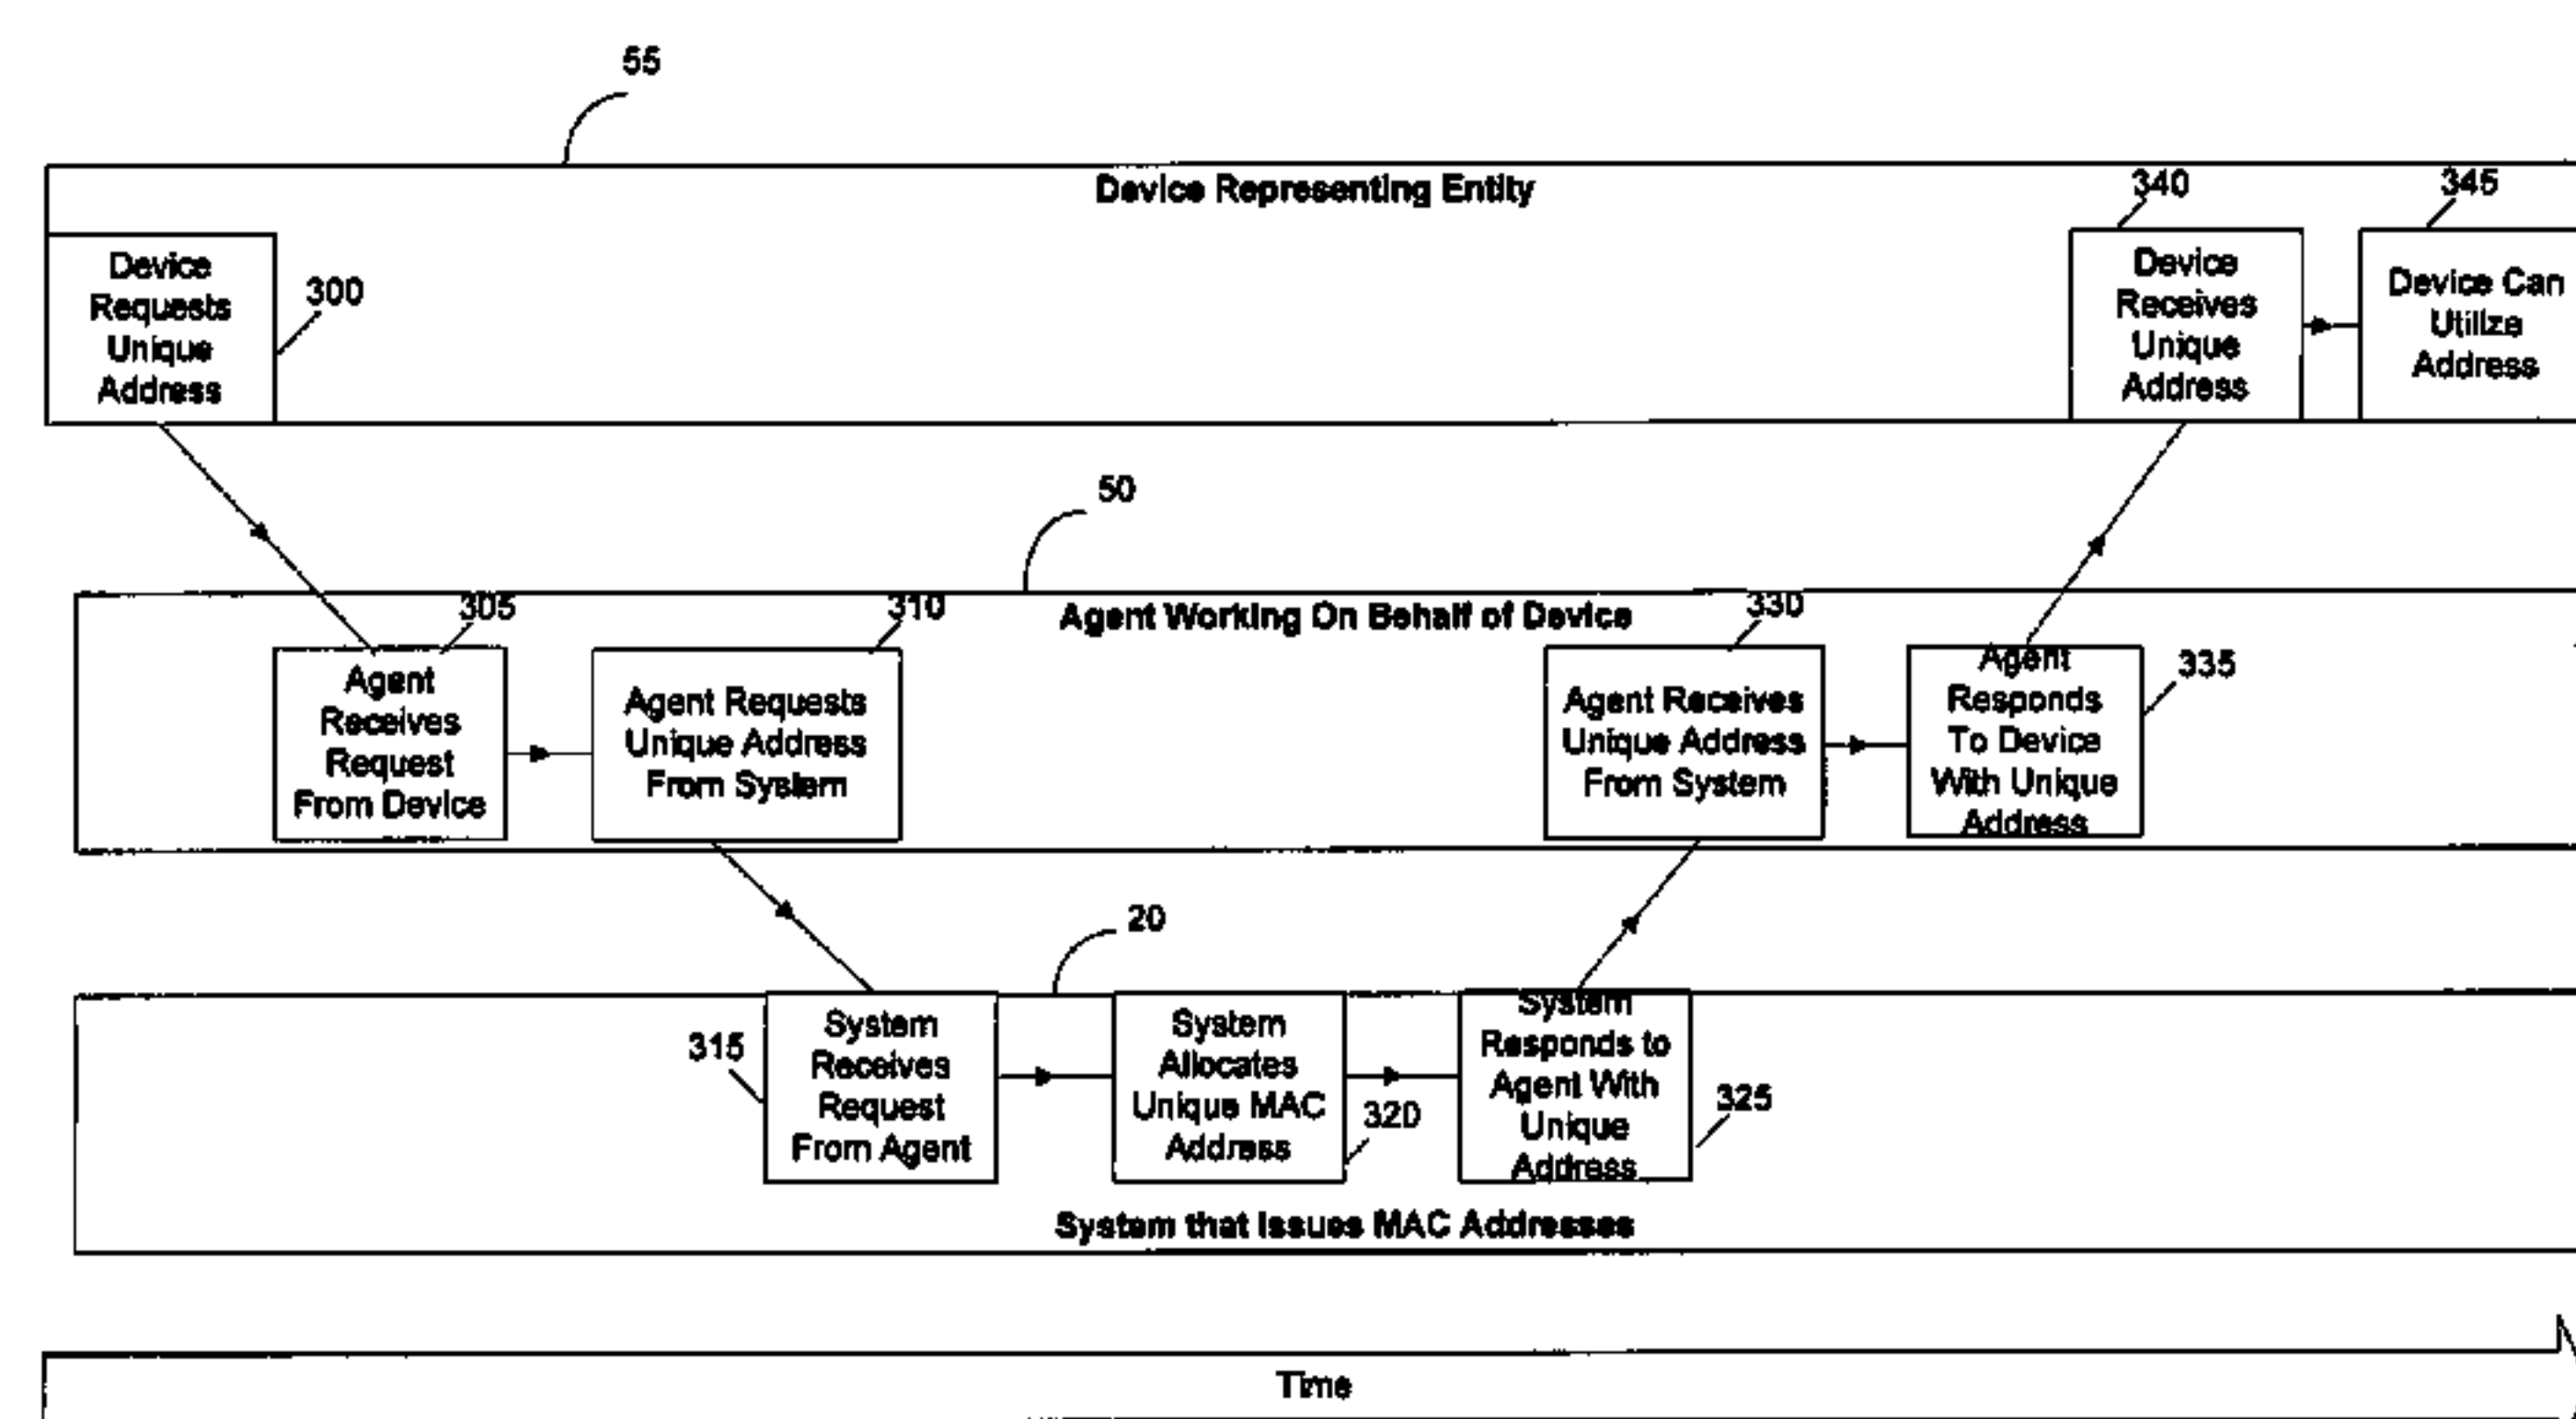 55
Device Representing Entity
340
345
Device
Requests
Unique
Address
300
Device
Receives
Unique
Address
Device Can
Utilize
Address
50
Agent Working On Behalf of Device
305
310
330
335
Agent
Receives
Request
From Device
Agent Requests
Unique Address
From System
Agent Receives
Unique Address
From System
Agent
Responds
To Device
With Unique
Address
20
315
System
Receives
Request
From Agent
System
Allocates
Unique MAC
Address
320
System
Responds to
Agent With
Unique
Address
325
System that Issues MAC Addresses
Time